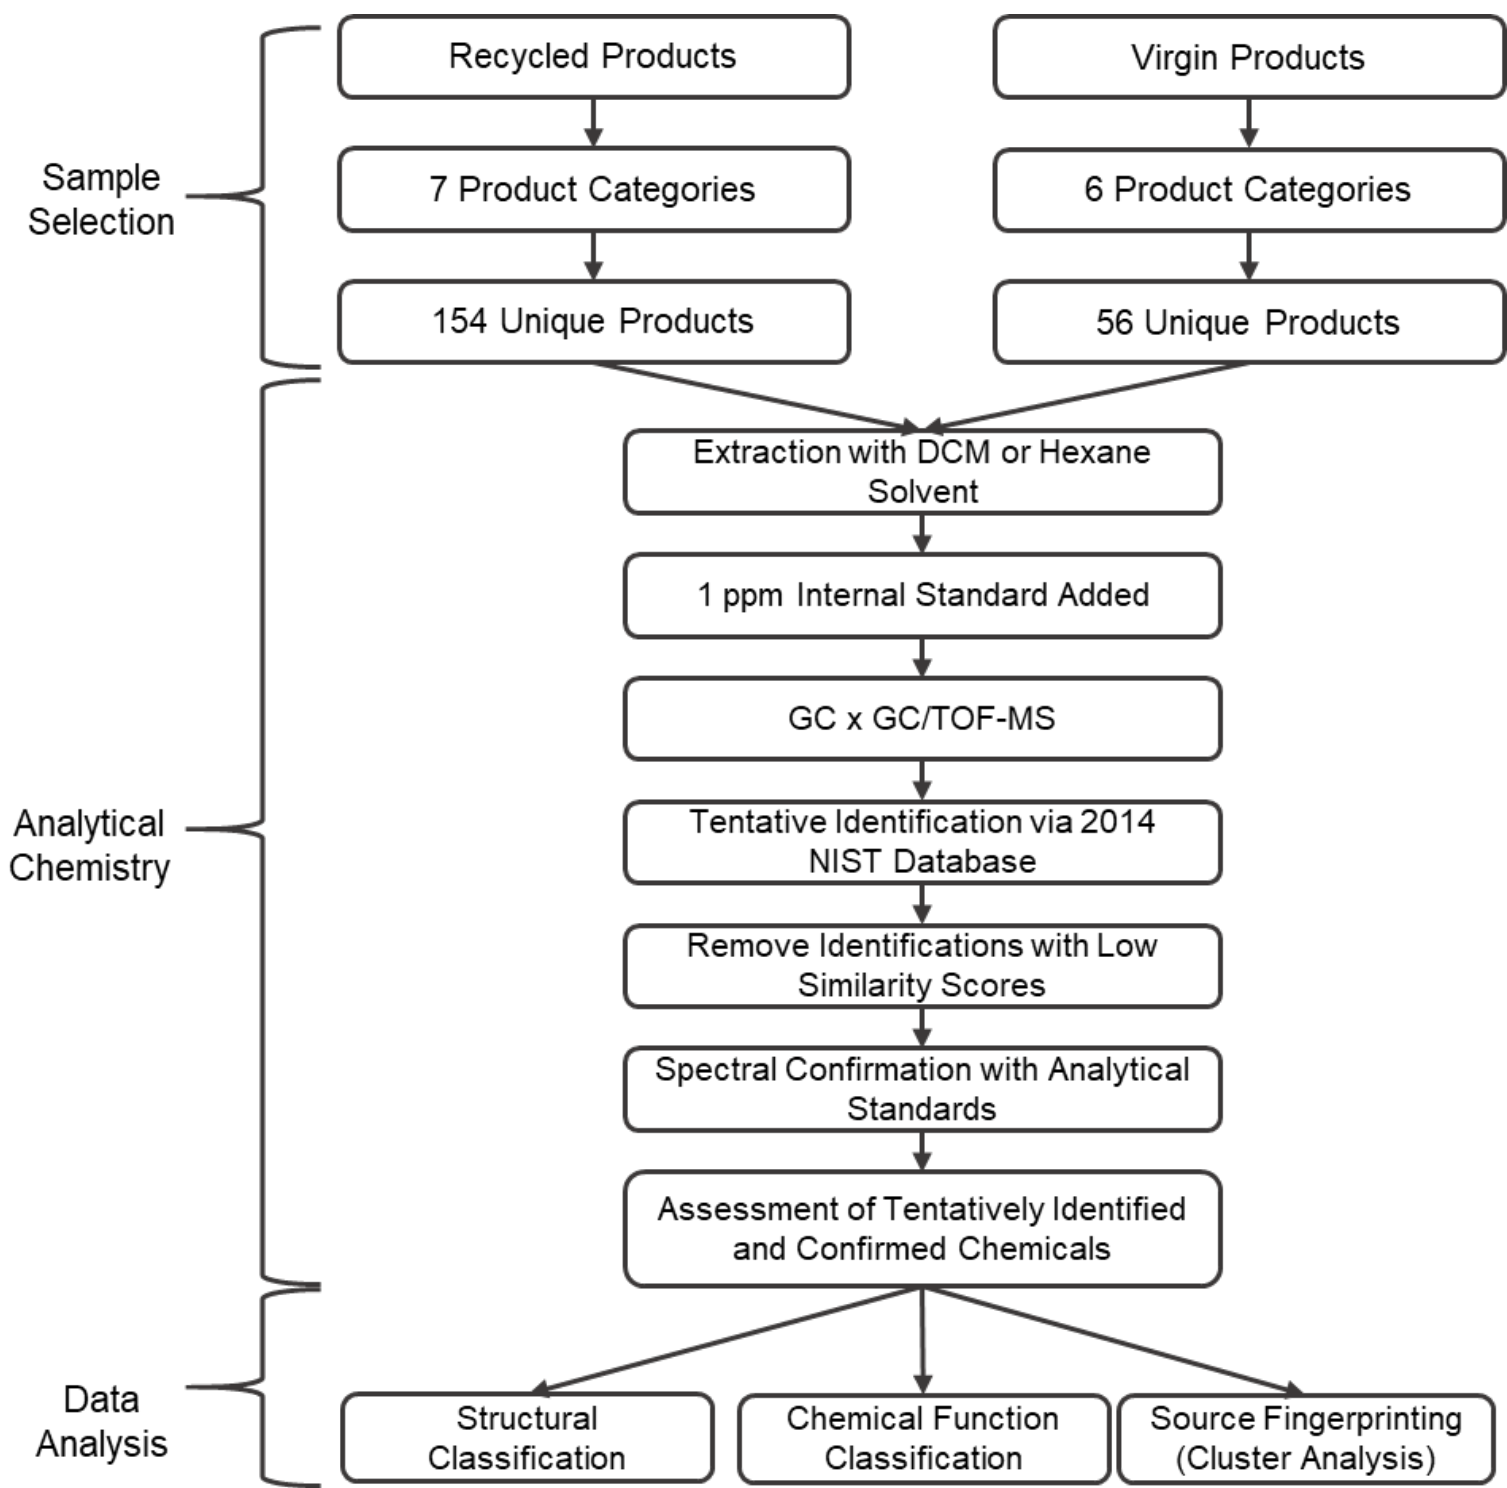 Recycled Products
Virgin Products
Sample
Selection
7 Product Categories
6 Product Categories
154 Unique Products
56 Unique Products
Analytical
Chemistry
Extraction with DCM or Hexane
Solvent
1 ppm Internal Standard Added
GC x GC/TOF-MS
Tentative Identification via 2014
NIST Database
Remove Identifications with Low
Similarity Scores
Spectral Confirmation with Analytical
Standards
Assessment of Tentatively Identified
and Confirmed Chemicals
Data
Analysis
Structural
Classification
Chemical Function
Classification
Source Fingerprinting
(Cluster Analysis)